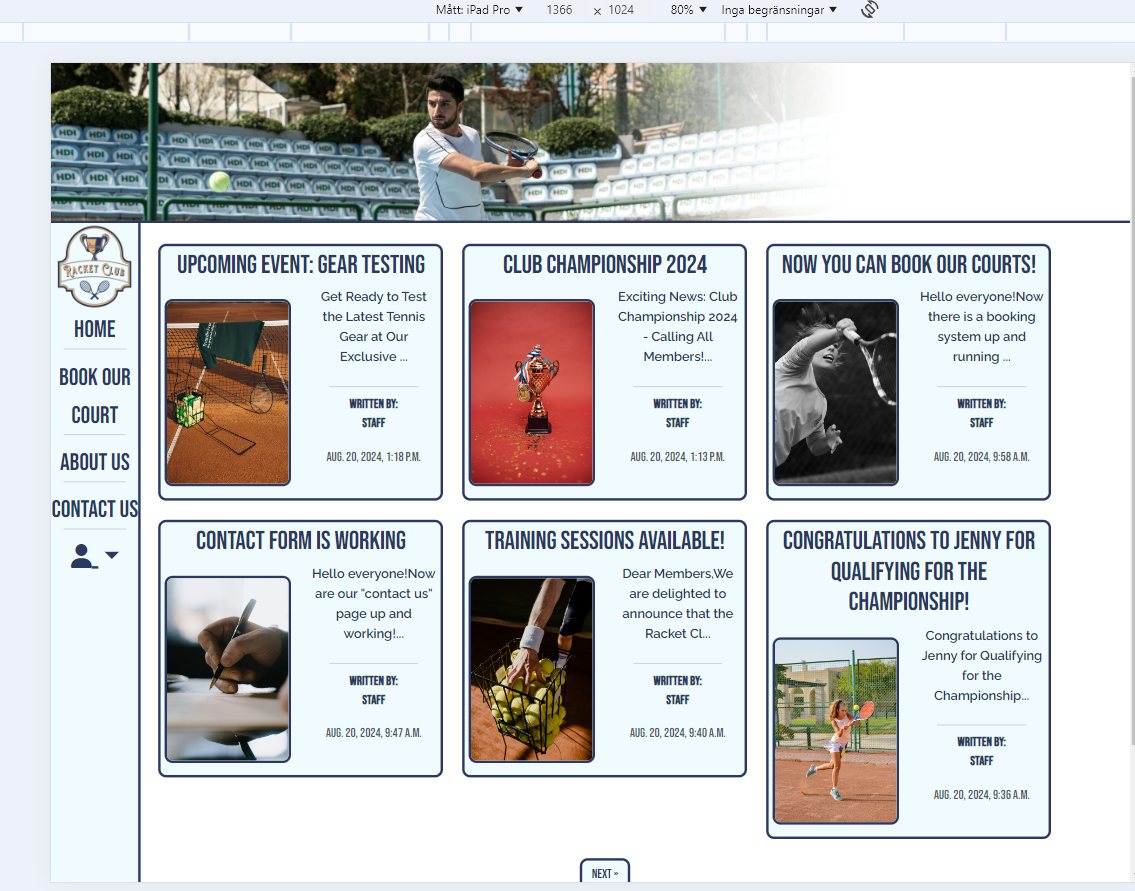 Mått: iPad Pro ▼ 1366 × 1024 80% ▼ Inga begränsningar ▼
HDI HDI HDI HDI HDI HDI
RACKET CLUB
HOME
BOOK OUR
COURT
ABOUT US
CONTACT US
UPCOMING EVENT: GEAR TESTING
Get Ready to Test
the Latest Tennis
Gear at Our
Exclusive ...
WRITTEN BY:
STAFF
AUG. 20, 2024, 1:18 P.M.
CLUB CHAMPIONSHIP 2024
Exciting News: Club
Championship 2024
- Calling All
Members!...
WRITTEN BY:
STAFF
AUG. 20, 2024, 1:13 P.M.
NOW YOU CAN BOOK OUR COURTS!
Hello everyone!Now
there is a booking
system up and
running ...
WRITTEN BY:
STAFF
AUG. 20, 2024, 9:58 A.M.
CONTACT FORM IS WORKING
Hello everyone!Now
are our "contact us"
page up and
working!...
WRITTEN BY:
STAFF
AUG. 20, 2024, 9:47 A.M.
TRAINING SESSIONS AVAILABLE!
Dear Members,We
are delighted to
announce that the
Racket Cl...
WRITTEN BY:
STAFF
AUG. 20, 2024, 9:40 A.M.
CONGRATULATIONS TO JENNY FOR
QUALIFYING FOR THE
CHAMPIONSHIP!
Congratulations to
Jenny for Qualifying
for the
Championship...
WRITTEN BY:
STAFF
AUG. 20, 2024, 9:36 A.M.
NEXT »